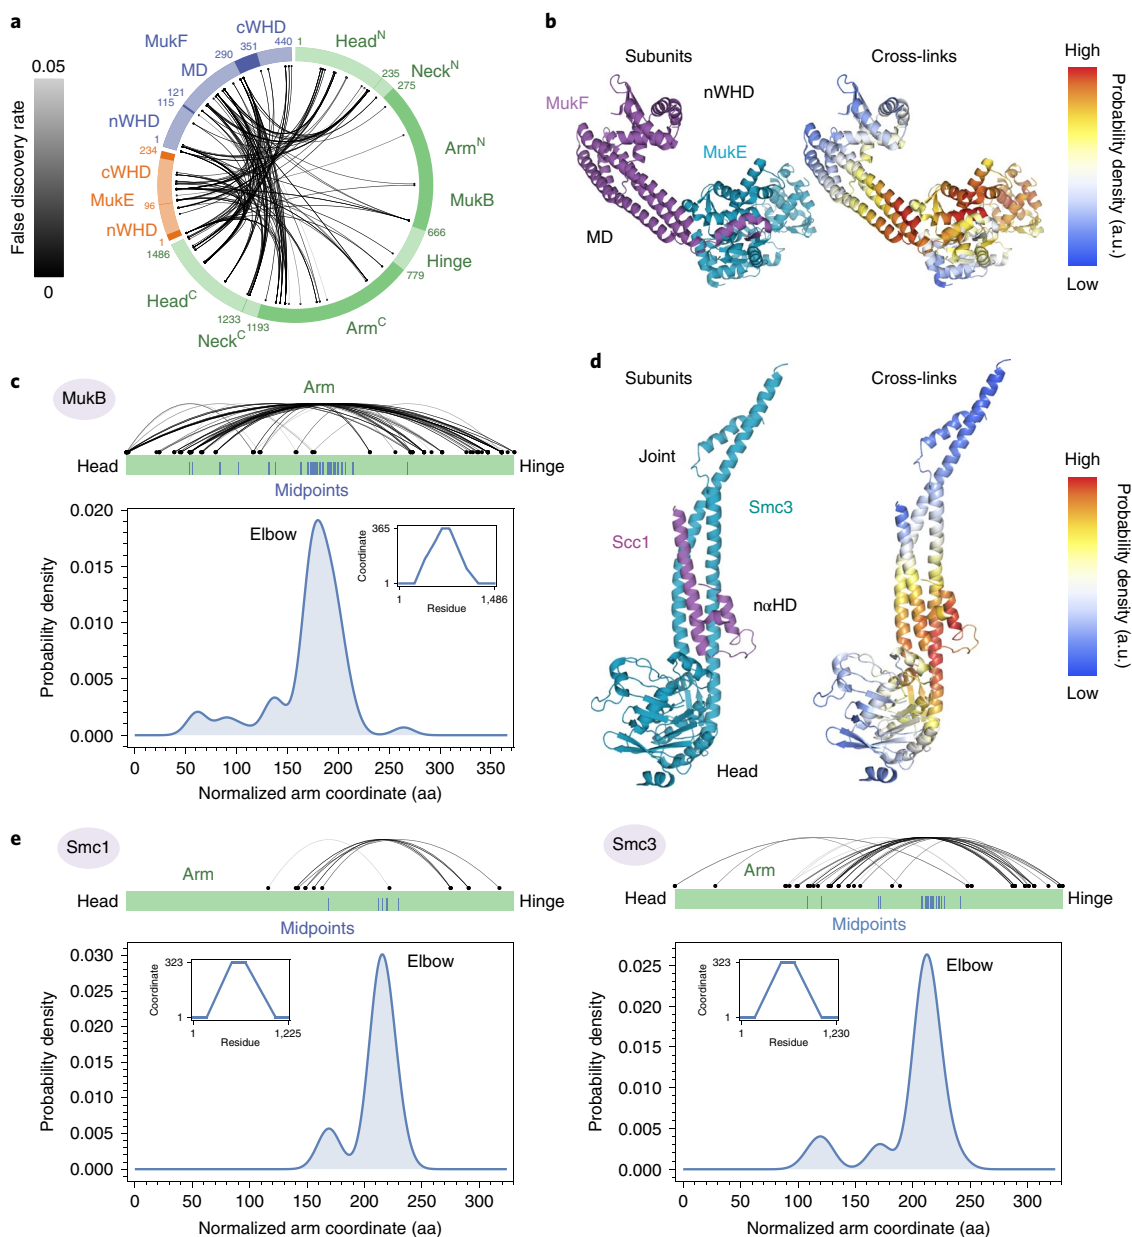 a
False discovery rate
0.05
0
MukF
cWHD
440
1
HeadN
351
290
MD
235
NeckN
275
121
115
nWHD
1
234
ArmN
cWHD
MukE
96
MukB
nWHD
1
1486
666
Hinge
779
HeadC
1233
1193
NeckC
ArmC
b
Subunits
Cross-links
MukF
nWHD
MukE
MD
High
Probability density (a.u.)
Low
c
MukB
Arm
Head
Hinge
Midpoints
0.020
0.015
0.010
0.005
0.000
Probability density
Elbow
365
Coordinate
1
1
1,486
Residue
0
50
100
150
200
250
300
350
Normalized arm coordinate (aa)
d
Subunits
Cross-links
Joint
Smc3
Scc1
nαHD
Head
High
Probability density (a.u.)
Low
e
Smc1
Arm
Head
Hinge
Midpoints
0.030
0.025
0.020
0.015
0.010
0.005
0.000
Probability density
Elbow
323
Coordinate
1
1
1,225
Residue
0
50
100
150
200
250
300
Normalized arm coordinate (aa)
Smc3
Arm
Head
Hinge
Midpoints
0.025
0.020
0.015
0.010
0.005
0.000
Probability density
Elbow
323
Coordinate
1
1
1,230
Residue
0
50
100
150
200
250
300
Normalized arm coordinate (aa)